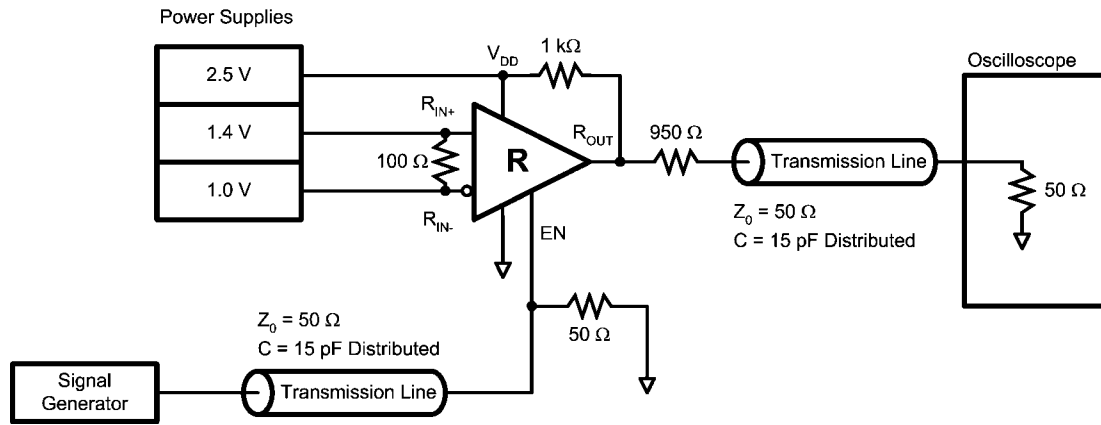 Power Supplies
2.5 V
1.4 V
1.0 V
V_DD
1 kΩ
R_IN+
100 Ω
R_IN-
R
EN
R_OUT
950 Ω
Transmission Line
Z_0 = 50 Ω
C = 15 pF Distributed
Oscilloscope
50 Ω
50 Ω
Z_0 = 50 Ω
C = 15 pF Distributed
Signal
Generator
Transmission Line